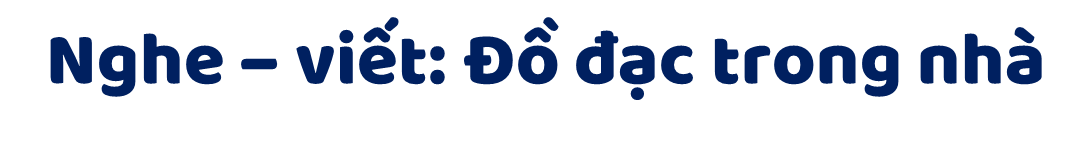 Nghe – viết: Đồ đạc trong nhà